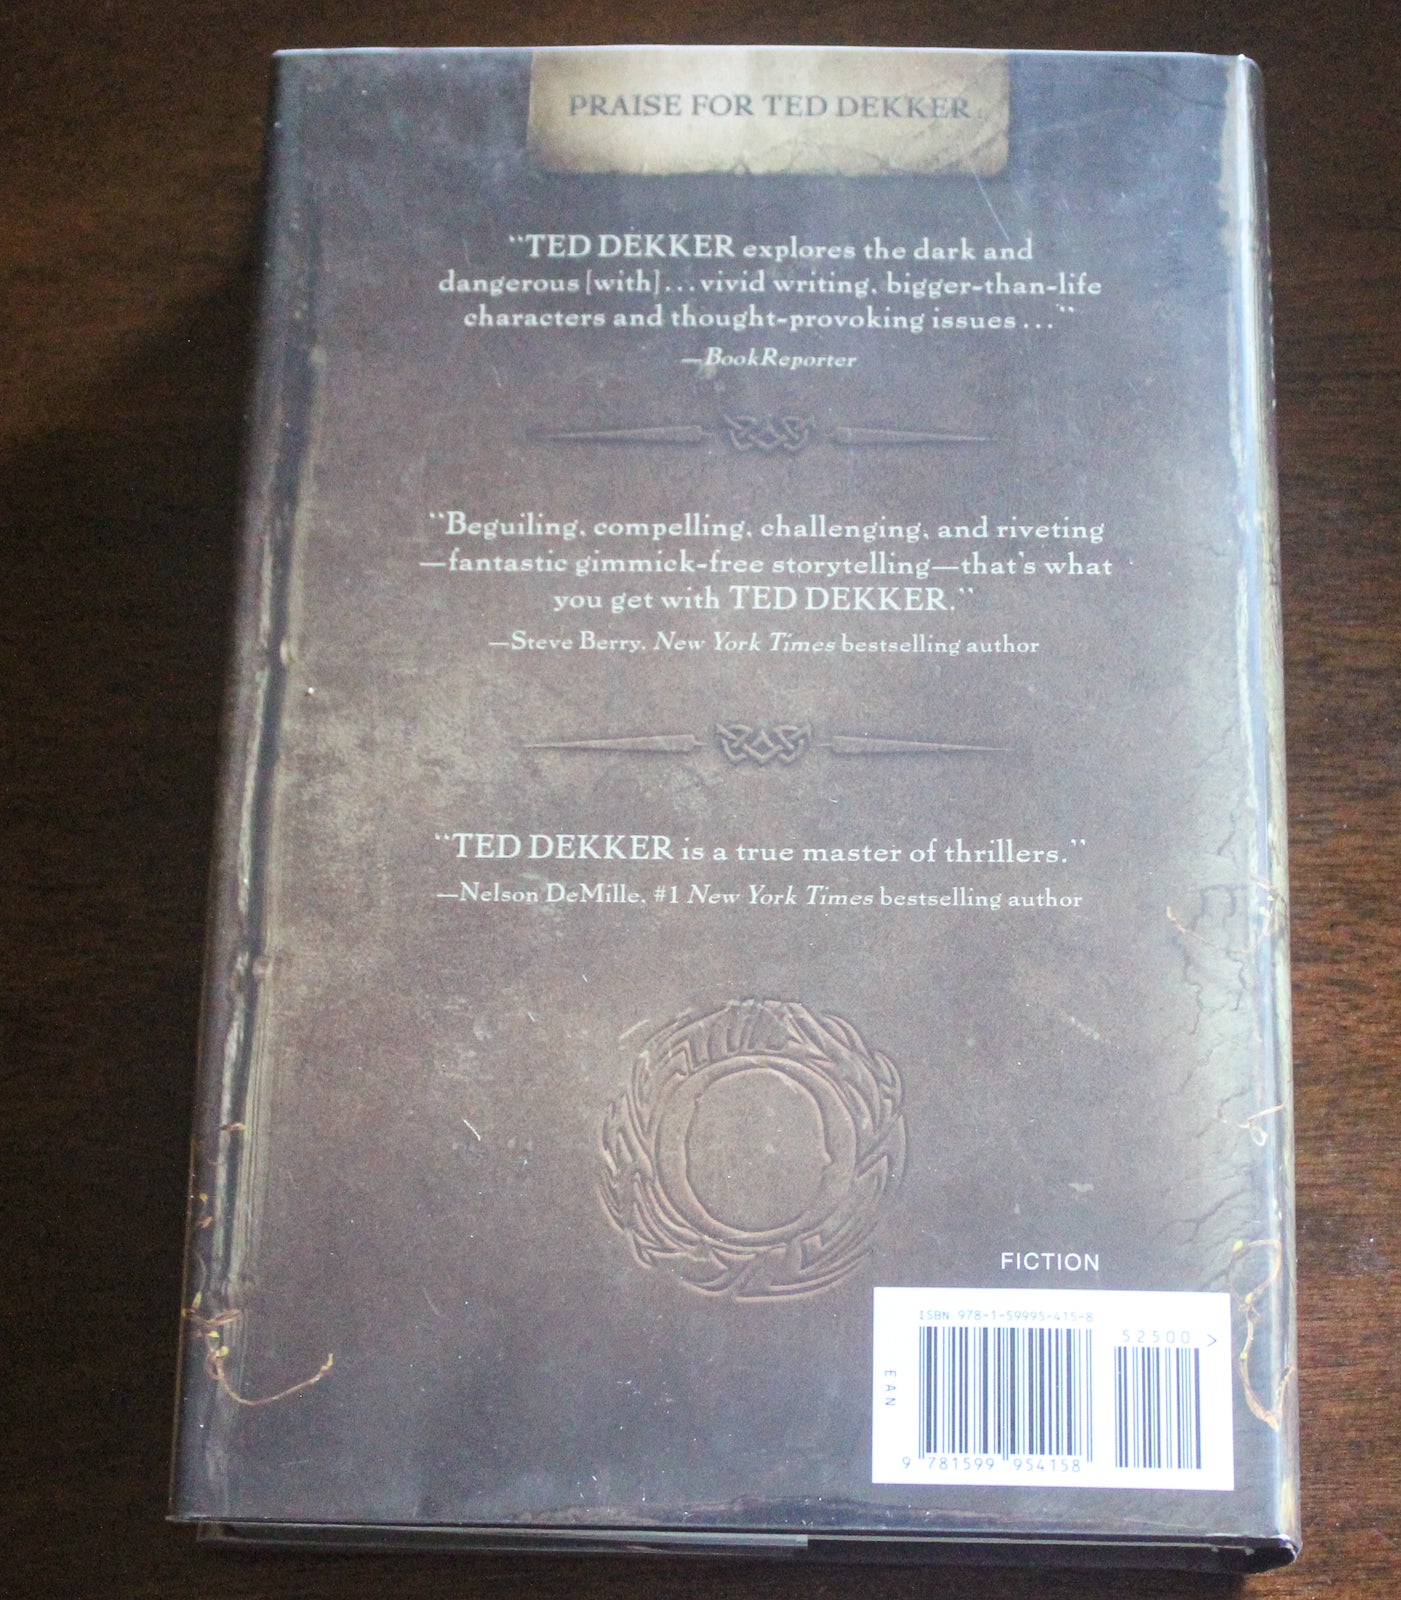 PRAISE FOR TED DEKKER
“TED DEKKER explores the dark and
dangerous [with]...vivid writing, bigger-than-life
characters and thought-provoking issues...”
—BookReporter
“Beguiling, compelling, challenging, and riveting
—fantastic gimmick-free storytelling—that's what
you get with TED DEKKER.”
—Steve Berry, New York Times bestselling author
“TED DEKKER is a true master of thrillers.”
—Nelson DeMille, #1 New York Times bestselling author
FICTION
ISBN 978-1-59995-415-8
52500 >
EAN
9 781599 954158